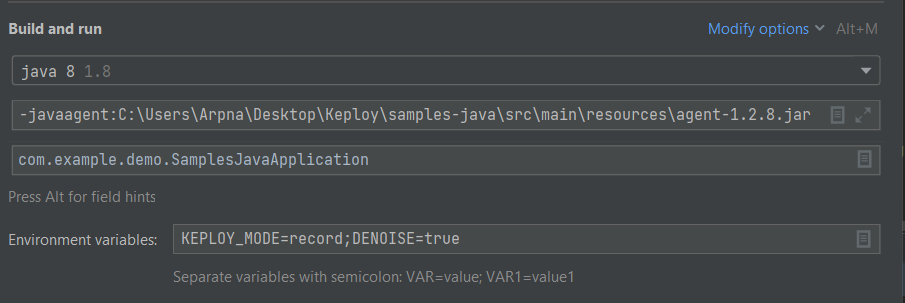 Build and run
Modify options Alt+M
java 8 1.8
-javaagent:C:\Users\Arpna\Desktop\Keploy\samples-java\src\main\resources\agent-1.2.8.jar
com.example.demo.SamplesJavaApplication
Press Alt for field hints
Environment variables: KEPLOY_MODE=record;DENOISE=true
Separate variables with semicolon: VAR=value; VAR1=value1